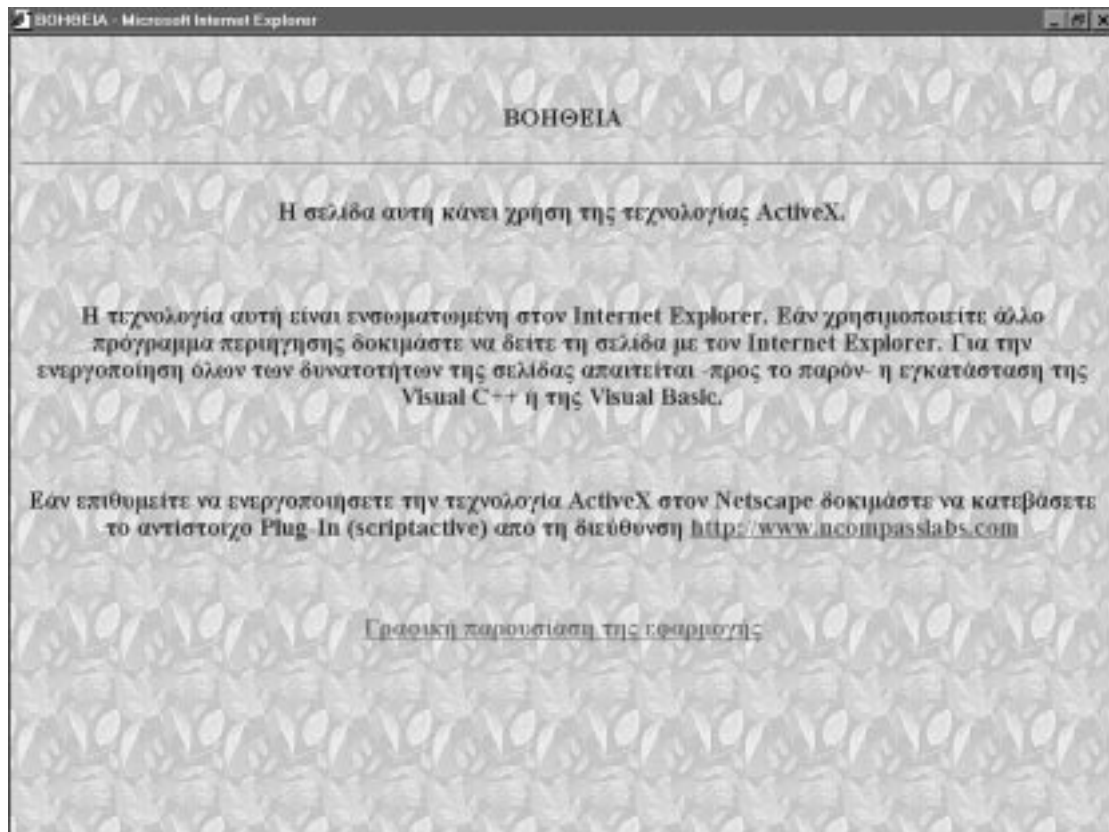 ΒΟΗΘΕΙΑ - Microsoft Internet Explorer
ΒΟΗΘΕΙΑ
Η σελίδα αυτή κάνει χρήση της τεχνολογίας ActiveX.
Η τεχνολογία αυτή είναι ενσωματωμένη στον Internet Explorer. Εάν χρησιμοποιείτε άλλο
πρόγραμμα περιήγησης δοκιμάστε να δείτε τη σελίδα με τον Internet Explorer. Για την
ενεργοποίηση όλων των δυνατοτήτων της σελίδας απαιτείται -προς το παρόν- η εγκατάσταση της
Visual C++ ή της Visual Basic.
Εάν επιθυμείτε να ενεργοποιήσετε την τεχνολογία ActiveX στον Netscape δοκιμάστε να κατεβάσετε
το αντίστοιχο Plug-In (scriptactive) απο τη διεύθυνση http://www.ncompasslabs.com
Γραφική παρουσίαση της εφαρμογής